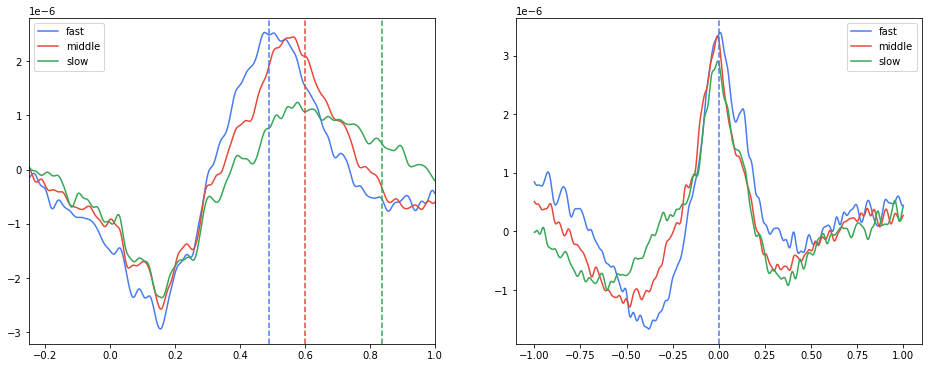 1e−6
fast
middle
slow
2
1
0
−1
−2
−3
−0.2 0.0 0.2 0.4 0.6 0.8 1.0
1e−6
fast
middle
slow
3
2
1
0
−1
−1.00 −0.75 −0.50 −0.25 0.00 0.25 0.50 0.75 1.00